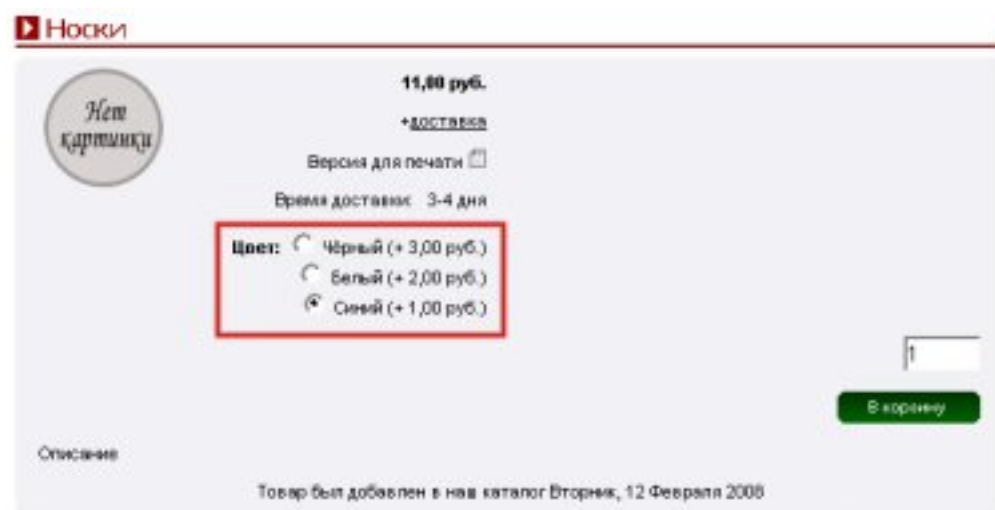 Носки
Нет
картинки
11,00 руб.
+доставка
Версия для печати
Время доставки: 3-4 дня
Цвет: Чёрный (+ 3,00 руб.)
Белый (+ 2,00 руб.)
Синий (+ 1,00 руб.)
1
В корзину
Описание
Товар был добавлен в наш каталог Вторник, 12 Февраля 2008